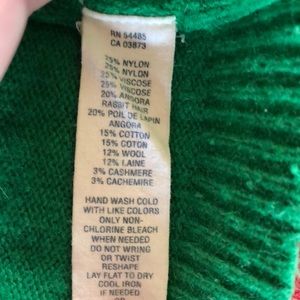 RN 54485
CA 03873
25% NYLON
25% NYLON
25% VISCOSE
25% VISCOSE
20% ANGORA
RABBIT HAIR
20% POIL DE LAPIN
ANGORA
15% COTTON
15% COTON
12% WOOL
12% LAINE
3% CASHMERE
3% CACHEMIRE
HAND WASH COLD
WITH LIKE COLORS
ONLY NON-
CHLORINE BLEACH
WHEN NEEDED
DO NOT WRING
OR TWIST
RESHAPE
LAY FLAT TO DRY
COOL IRON
IF NEEDED
OR